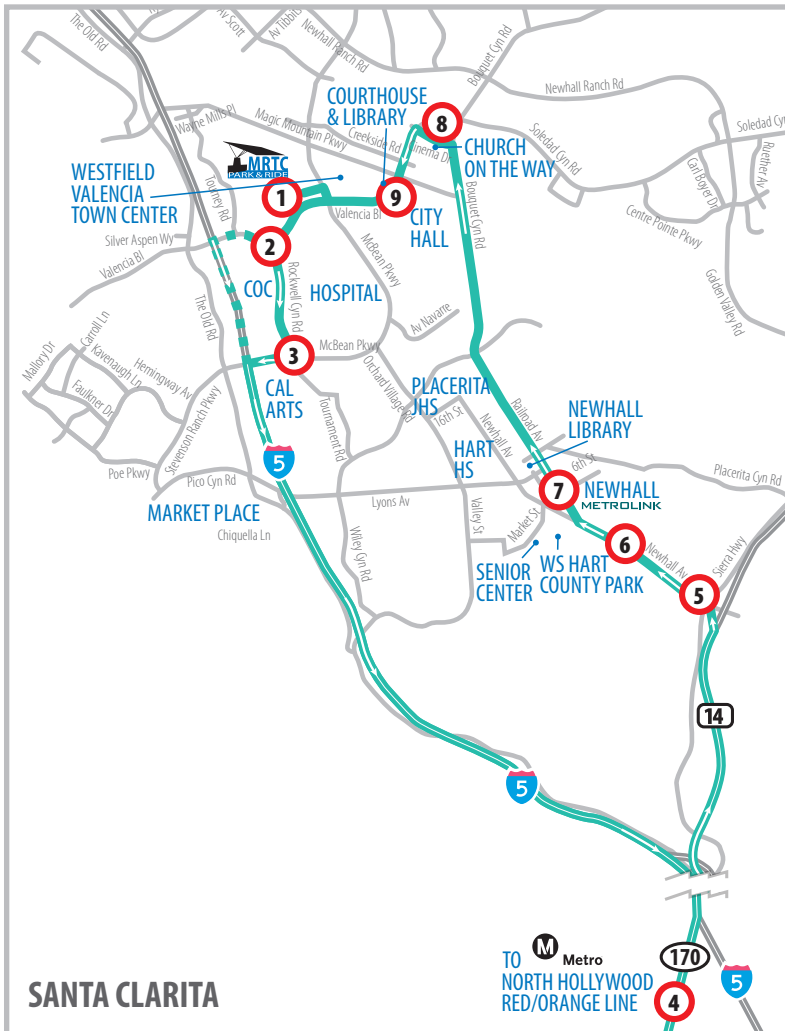 The Old Rd
Av Scott
Av Tibbits
Newhall Ranch Rd
Bouquet Cyn Rd
Newhall Ranch Rd
COURTHOUSE
& LIBRARY
Wayne Mills Pl
Magic Mountain Pkwy
Creekside Rd
Cinema Dr
8
CHURCH
ON THE WAY
Soledad Cyn Rd
Soledad Cyn
Ruether Av
Carl Boyer Dr
MRTC
PARK & RIDE
WESTFIELD
VALENCIA
TOWN CENTER
Tourney Rd
1
9
Valencia Bl
CITY
HALL
Bouquet Cyn Rd
Centre Pointe Pkwy
Silver Aspen Wy
Valencia Bl
2
McBean Pkwy
Golden Valley Rd
COC
Rockwell Cyn Rd
HOSPITAL
The Old Rd
Av Navarre
3
McBean Pkwy
Mallory Dr
Carroll Ln
Kavenaugh Ln
Hemingway Av
Faulkner Dr
CAL
ARTS
Orchard Village Rd
PLACERITA
JHS
16th St
Railroad Av
Newhall Av
NEWHALL
LIBRARY
Stevenson Ranch Pkwy
Tournament Rd
HART
HS
6th St
Poe Pkwy
Pico Cyn Rd
5
Lyons Av
Placerita Cyn Rd
7
NEWHALL
METROLINK
MARKET PLACE
Chiquella Ln
Valley St
Market St
Wiley Cyn Rd
6
Newhall Av
Sierra Hwy
SENIOR
CENTER
WS HART
COUNTY PARK
5
14
5
TO
M
Metro
NORTH HOLLYWOOD
RED/ORANGE LINE
170
4
5
SANTA CLARITA